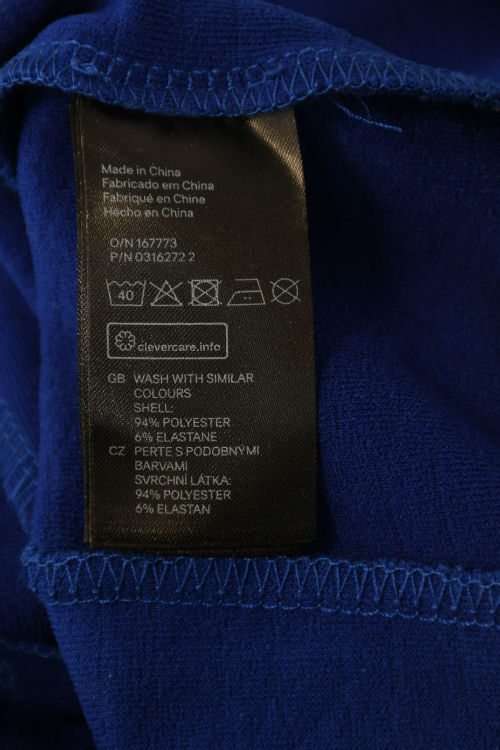 Made in China
Fabricado em China
Fabriqué en Chine
Hecho en China
O/N 167773
P/N 0316272 2
40
clevercare.info
GB WASH WITH SIMILAR
COLOURS
SHELL:
94% POLYESTER
6% ELASTANE
CZ PERTE S PODOBNÝMI
BARVAMI
SVRCHNÍ LÁTKA:
94% POLYESTER
6% ELASTAN